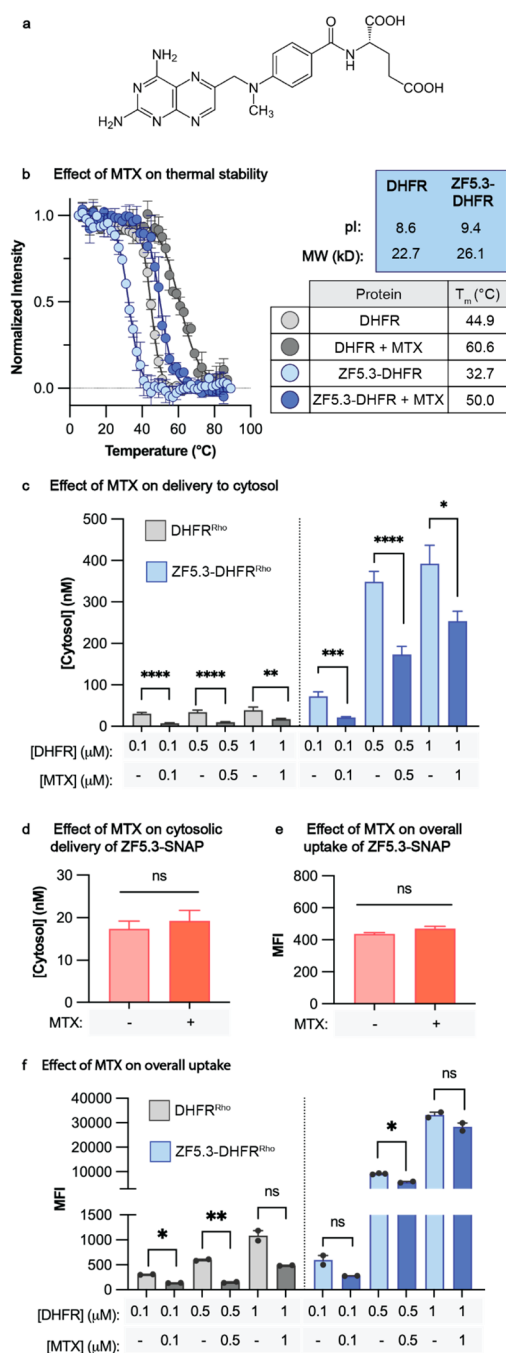 a
COOH
O
NH2
N
N
N
H
COOH
N
CH3
H2N
N
N
b Effect of MTX on thermal stability
DHFR ZF5.3-DHFR
pI: 8.6 9.4
MW (kD): 22.7 26.1
Normalized Intensity
1.0
0.5
0.0
0 20 40 60 80 100
Temperature (°C)
Protein Tm (°C)
DHFR 44.9
DHFR + MTX 60.6
ZF5.3-DHFR 32.7
ZF5.3-DHFR + MTX 50.0
c Effect of MTX on delivery to cytosol
[Cytosol] (nM)
500
400
300
200
100
0
DHFRRho
ZF5.3-DHFRRho
**** **** ** *** **** *
[DHFR] (μM): 0.1 0.1 0.5 0.5 1 1 0.1 0.1 0.5 0.5 1 1
[MTX] (μM): - 0.1 - 0.5 - 1 - 0.1 - 0.5 - 1
d Effect of MTX on cytosolic
delivery of ZF5.3-SNAP
[Cytosol] (nM)
40
30
20
10
0
ns
MTX: - +
e Effect of MTX on overall
uptake of ZF5.3-SNAP
MFI
800
600
400
200
0
ns
MTX: - +
f Effect of MTX on overall uptake
MFI
40000
30000
20000
10000
1500
1000
500
0
DHFRRho
ZF5.3-DHFRRho
* ** ns ns * ns
[DHFR] (μM): 0.1 0.1 0.5 0.5 1 1 0.1 0.1 0.5 0.5 1 1
[MTX] (μM): - 0.1 - 0.5 - 1 - 0.1 - 0.5 - 1